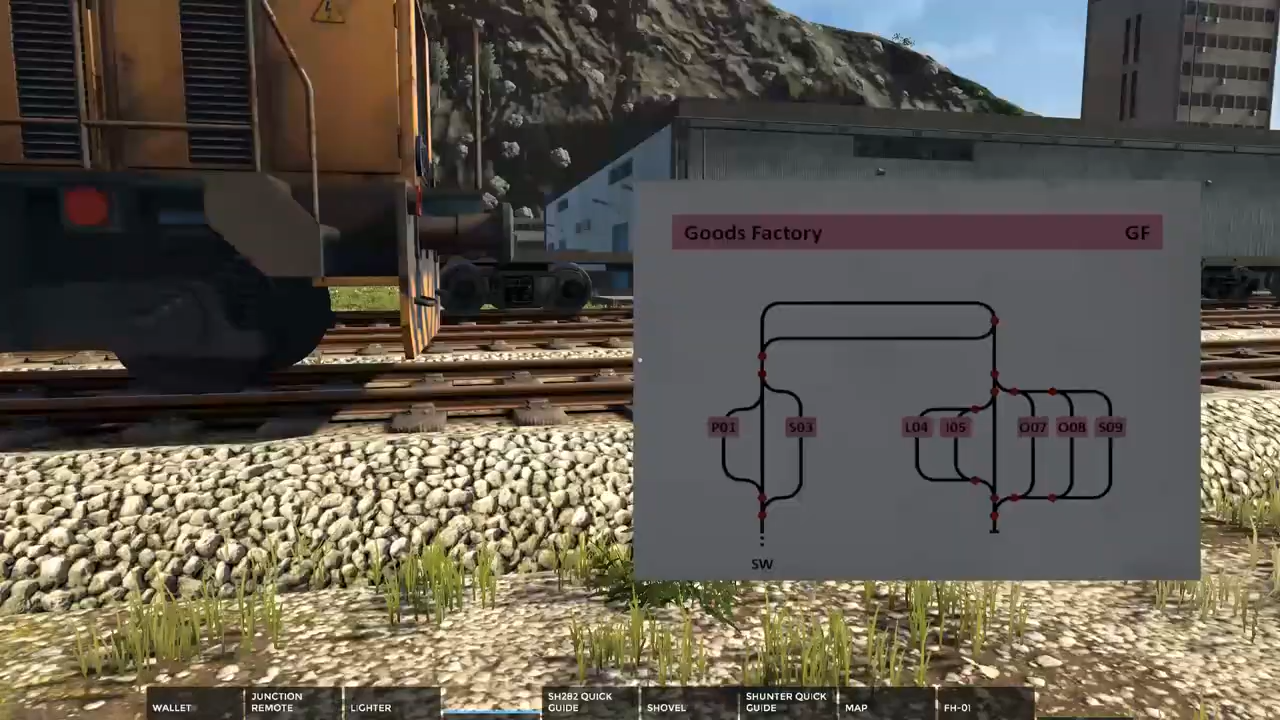 Goods Factory GF
P01 S03 L04 I05 O07 O08 S09
SW
WALLET
JUNCTION
REMOTE
LIGHTER
SH282 QUICK
GUIDE
SHOVEL
SHUNTER QUICK
GUIDE
MAP
FH-01